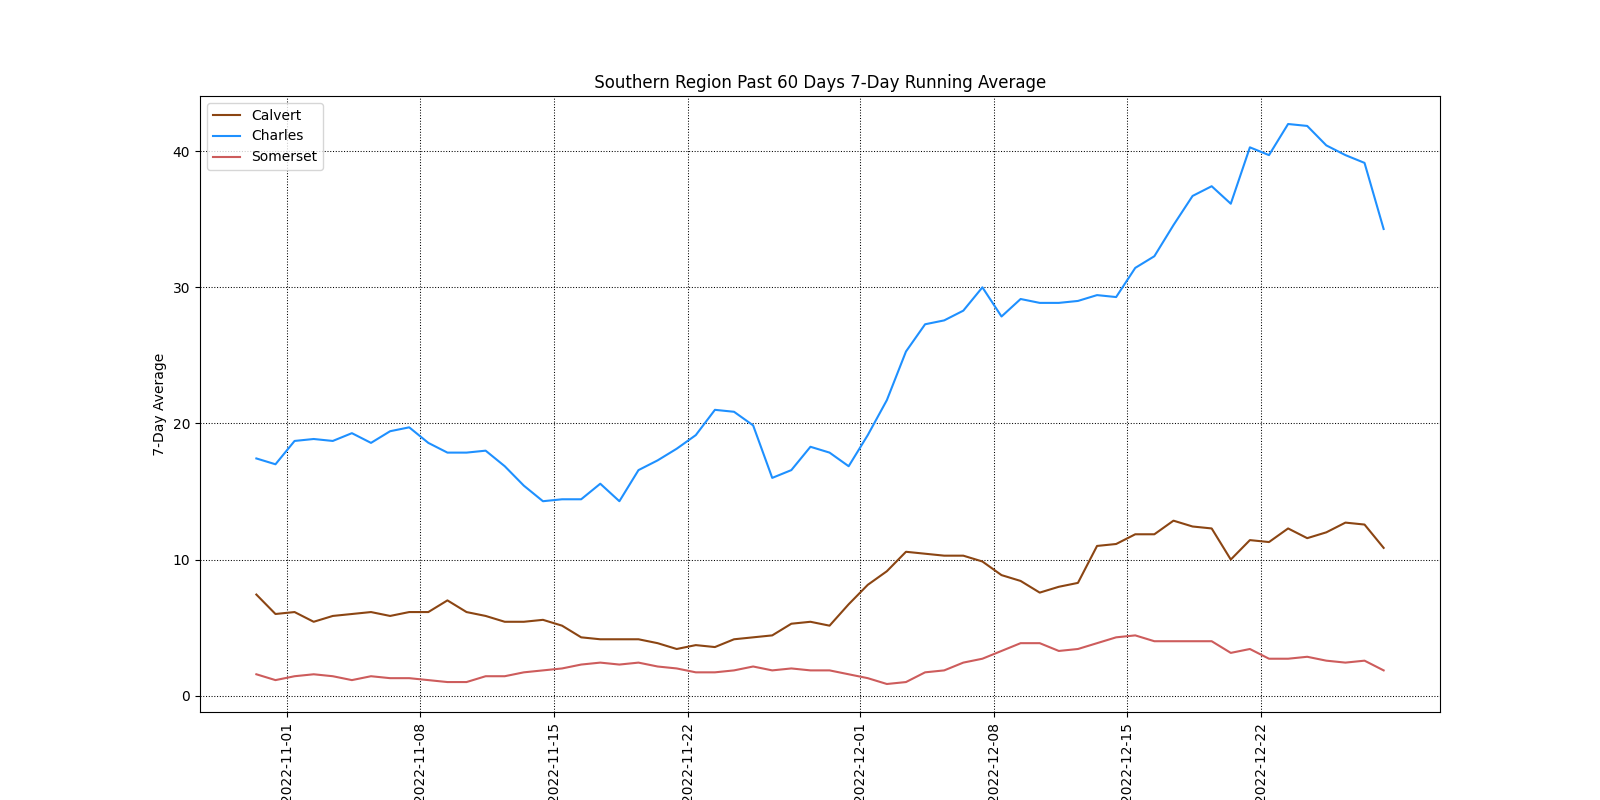 Southern Region Past 60 Days 7-Day Running Average
Calvert
Charles
Somerset
7-Day Average
40
30
20
10
0
2022-11-01
2022-11-08
2022-11-15
2022-11-22
2022-12-01
2022-12-08
2022-12-15
2022-12-22